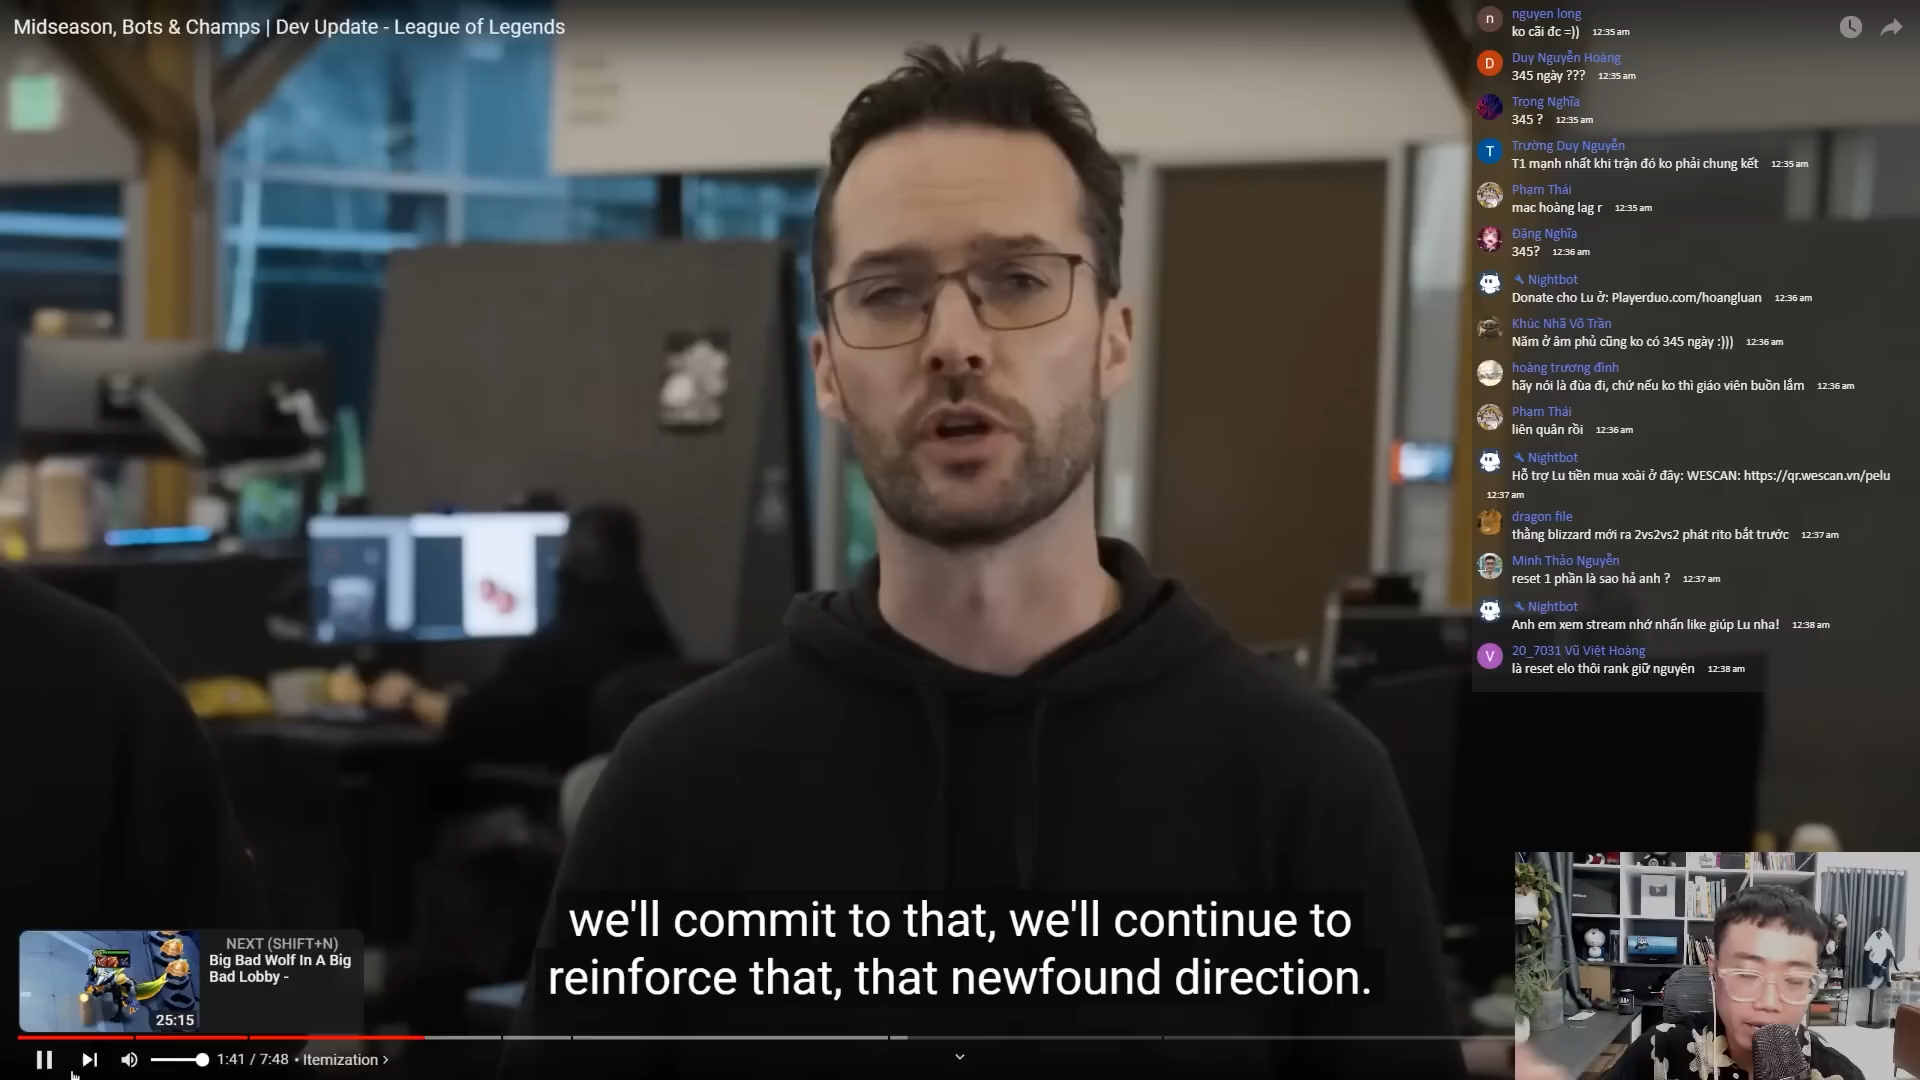 Midseason, Bots & Champs | Dev Update - League of Legends
n
nguyen long
ko cãi đc =)) 12:35 am
D
Duy Nguyễn Hoàng
345 ngày ??? 12:35 am
Trọng Nghĩa
345 ? 12:35 am
T
Trường Duy Nguyễn
T1 mạnh nhất khi trận đó ko phải chung kết 12:35 am
Phạm Thái
mac hoàng lag r 12:35 am
Đặng Nghĩa
345? 12:36 am
Nightbot
Donate cho Lu ở: Playerduo.com/hoangluan 12:36 am
Khúc Nhã Võ Trần
Năm ở âm phủ cũng ko có 345 ngày :))) 12:36 am
hoàng trương đình
hãy nói là đùa đi, chứ nếu ko thì giáo viên buồn lắm 12:36 am
Phạm Thái
liên quân rồi 12:36 am
Nightbot
Hỗ trợ Lu tiền mua xoài ở đây: WESCAN: https://qr.wescan.vn/pelu
12:37 am
dragon file
thằng blizzard mới ra 2vs2vs2 phát rito bắt trước 12:37 am
Minh Thảo Nguyễn
reset 1 phần là sao hả anh ? 12:37 am
Nightbot
Anh em xem stream nhớ nhấn like giúp Lu nha! 12:38 am
V
20_7031 Vũ Việt Hoàng
là reset elo thôi rank giữ nguyên 12:38 am
we'll commit to that, we'll continue to
reinforce that, that newfound direction.
NEXT (SHIFT+N)
Big Bad Wolf In A Big
Bad Lobby -
25:15
1:41 / 7:48 • Itemization >